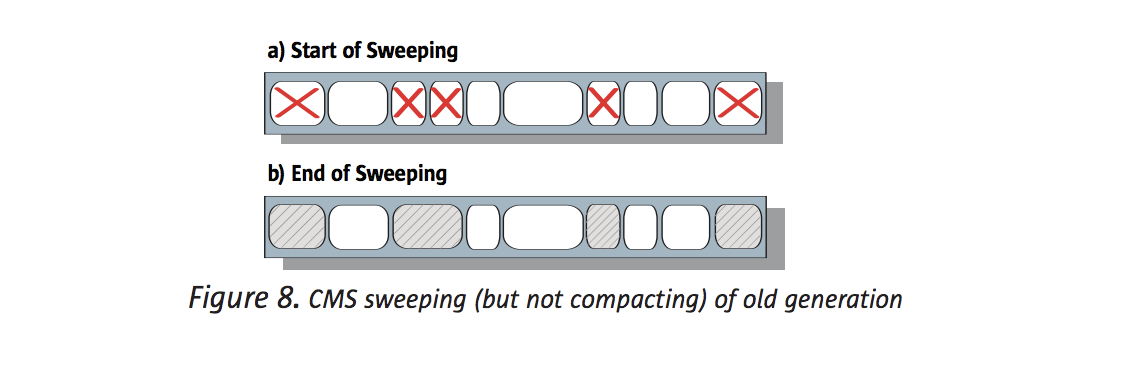 a) Start of Sweeping
b) End of Sweeping
Figure 8. CMS sweeping (but not compacting) of old generation